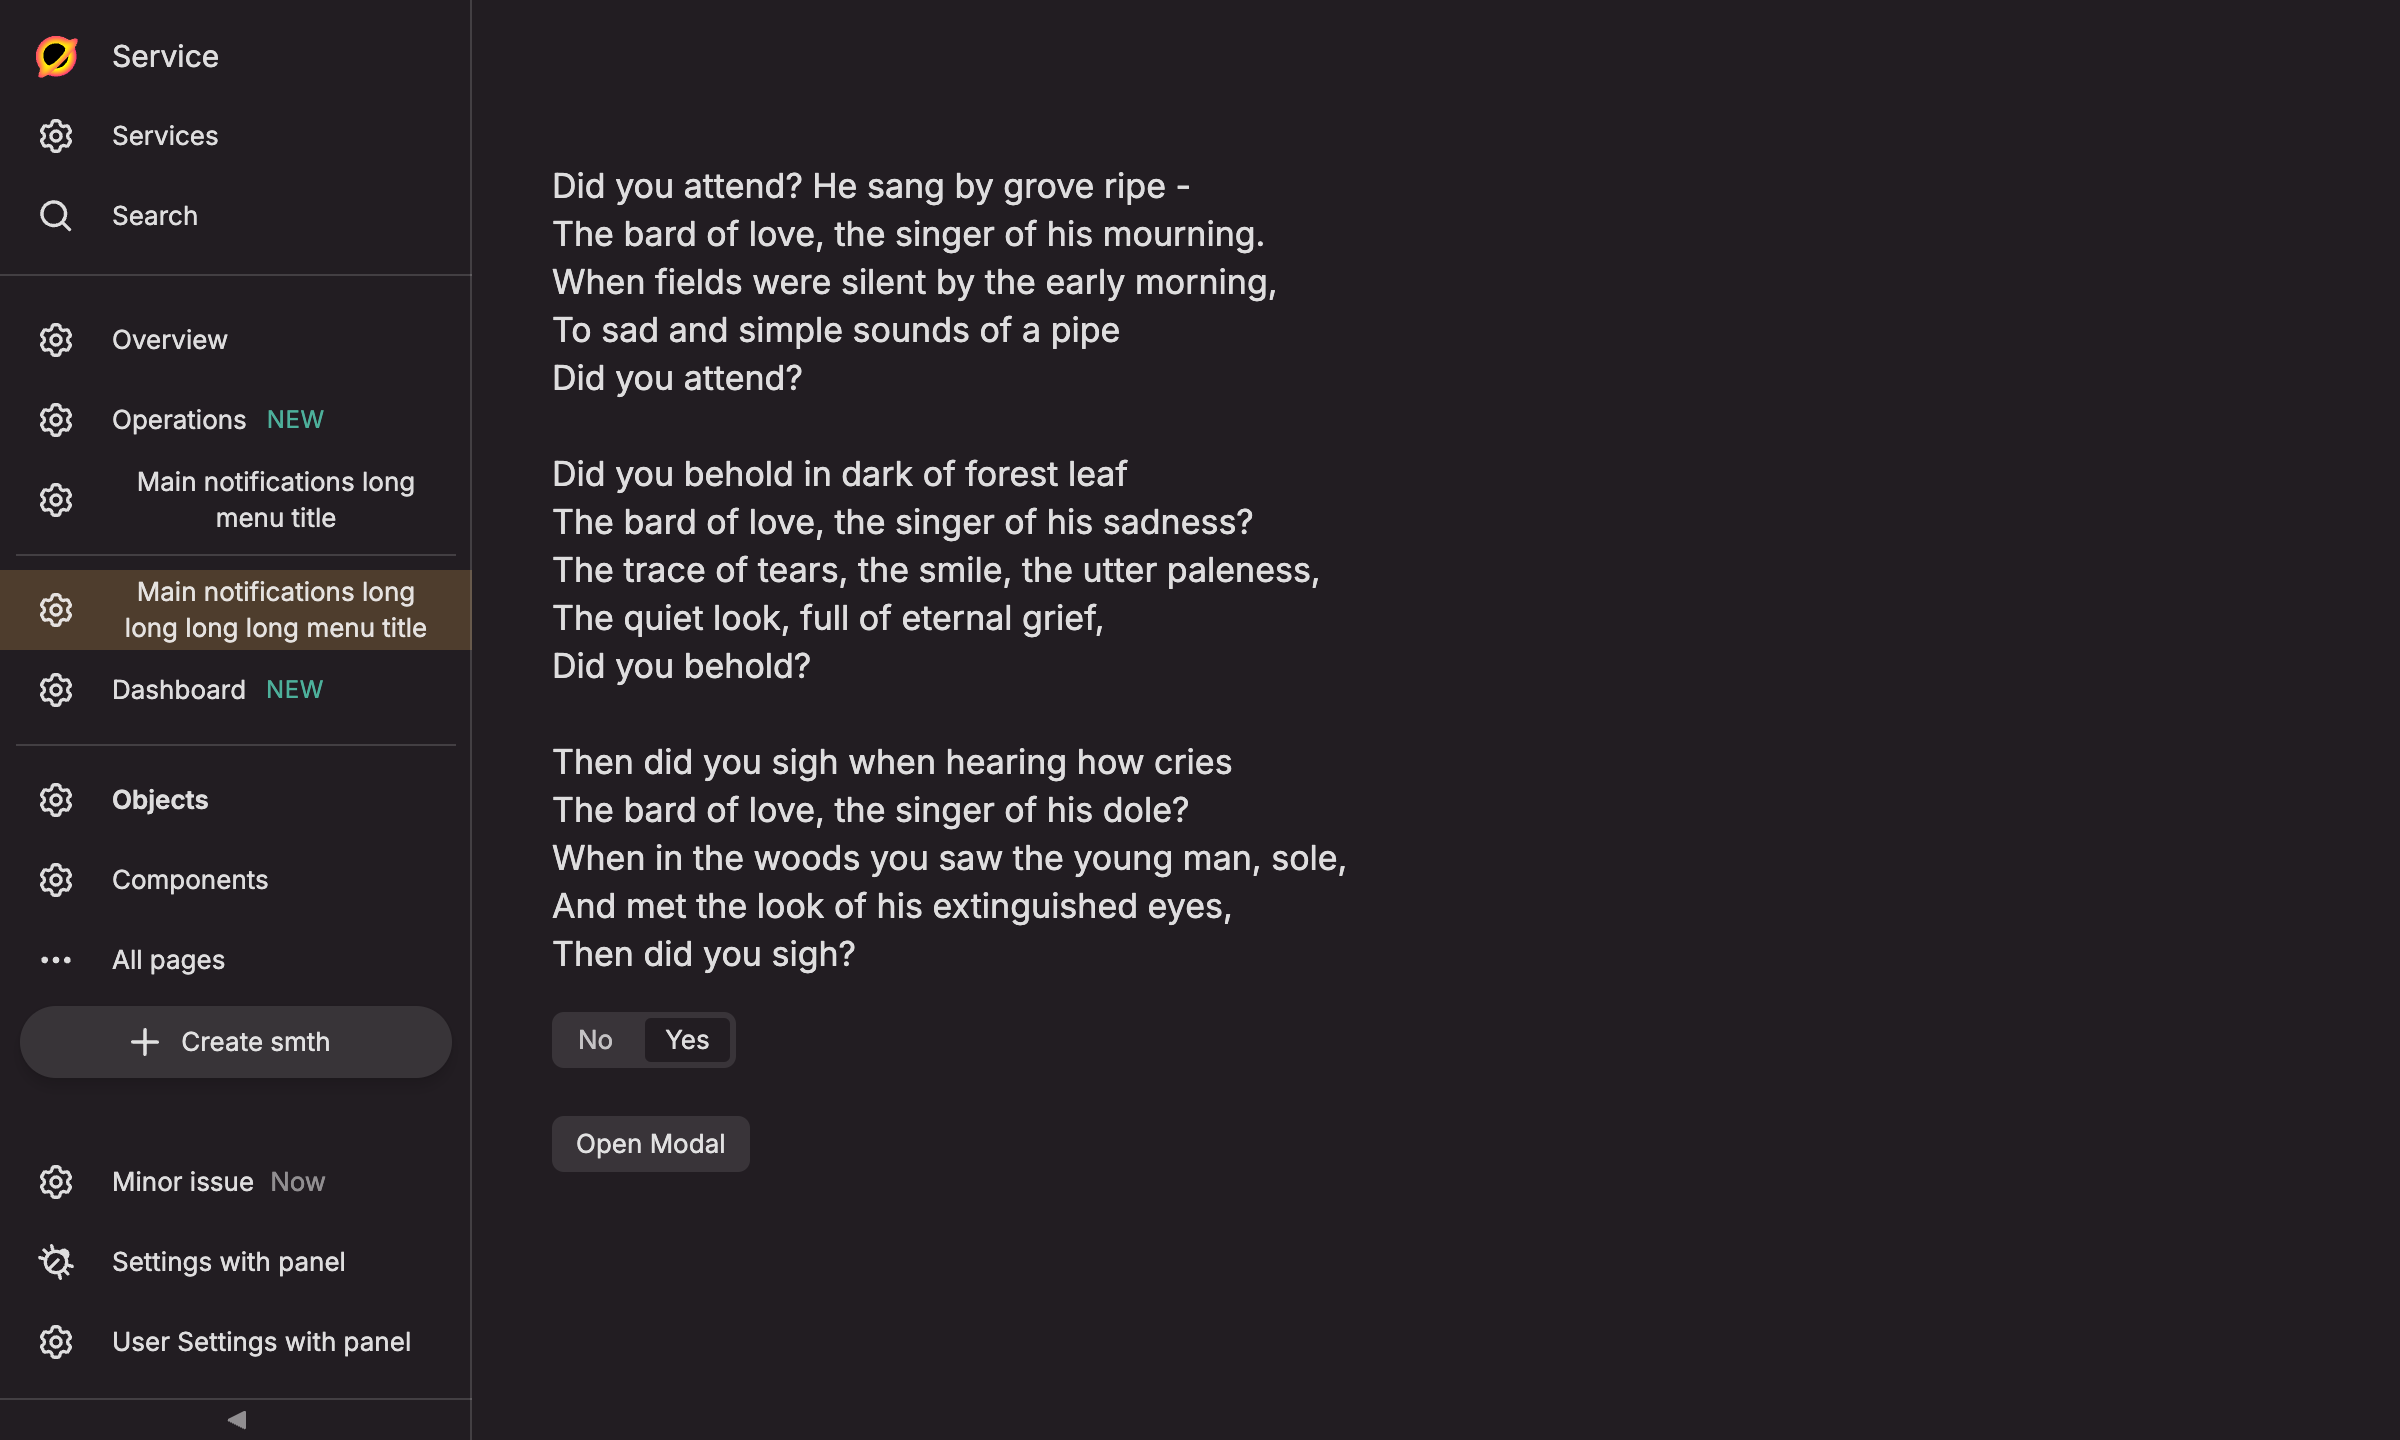 Service
Services
Search
Overview
Operations NEW
Main notifications long
menu title
Main notifications long
long long long menu title
Dashboard NEW
Objects
Components
All pages
Create smth
Minor issue Now
Settings with panel
User Settings with panel
Did you attend? He sang by grove ripe -
The bard of love, the singer of his mourning.
When fields were silent by the early morning,
To sad and simple sounds of a pipe
Did you attend?
Did you behold in dark of forest leaf
The bard of love, the singer of his sadness?
The trace of tears, the smile, the utter paleness,
The quiet look, full of eternal grief,
Did you behold?
Then did you sigh when hearing how cries
The bard of love, the singer of his dole?
When in the woods you saw the young man, sole,
And met the look of his extinguished eyes,
Then did you sigh?
No Yes
Open Modal